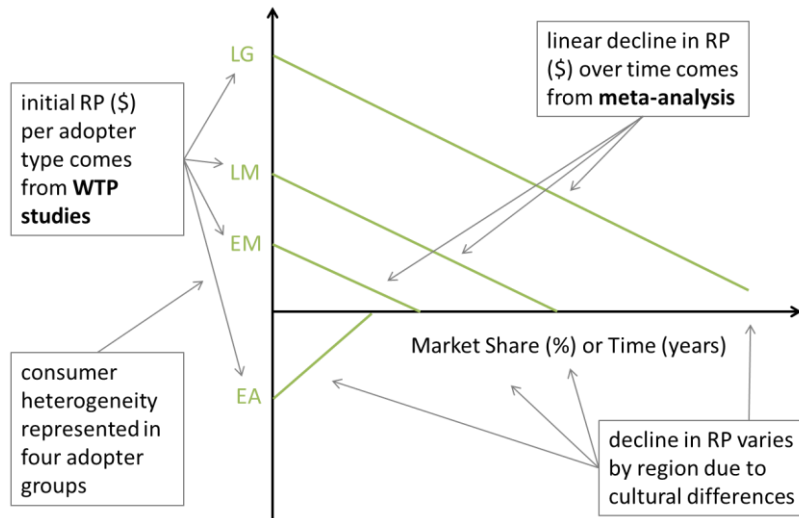 initial RP ($)
per adopter
type comes
from WTP
studies
consumer
heterogeneity
represented in
four adopter
groups
LG
LM
EM
EA
linear decline in RP
($) over time comes
from meta-analysis
Market Share (%) or Time (years)
decline in RP varies
by region due to
cultural differences